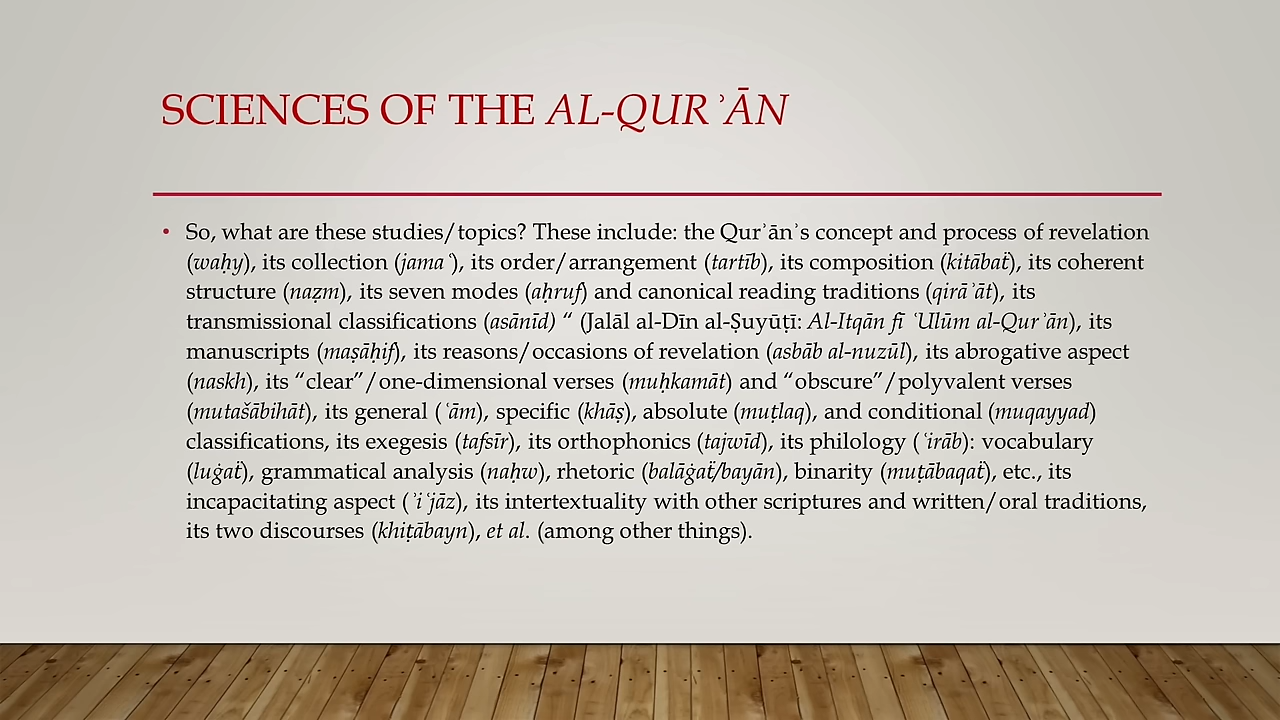 SCIENCES OF THE AL-QURʾĀN
• So, what are these studies/topics? These include: the Qurʾānʾs concept and process of revelation
(waḥy), its collection (jamaʿ), its order/arrangement (tartīb), its composition (kitābaẗ), its coherent
structure (naẓm), its seven modes (aḥruf) and canonical reading traditions (qirāʾāt), its
transmissional classifications (asānīd) “ (Jalāl al-Dīn al-Ṣuyūṭī: Al-Itqān fī ʿUlūm al-Qurʾān), its
manuscripts (maṣāḥif), its reasons/occasions of revelation (asbāb al-nuzūl), its abrogative aspect
(naskh), its “clear”/one-dimensional verses (muḥkamāt) and “obscure”/polyvalent verses
(mutašābihāt), its general (ʿām), specific (khāṣ), absolute (muṭlaq), and conditional (muqayyad)
classifications, its exegesis (tafsīr), its orthophonics (tajwīd), its philology (ʿirāb): vocabulary
(luġaẗ), grammatical analysis (naḥw), rhetoric (balāġaẗ/bayān), binarity (muṭābaqaẗ), etc., its
incapacitating aspect (ʾiʿjāz), its intertextuality with other scriptures and written/oral traditions,
its two discourses (khiṭābayn), et al. (among other things).